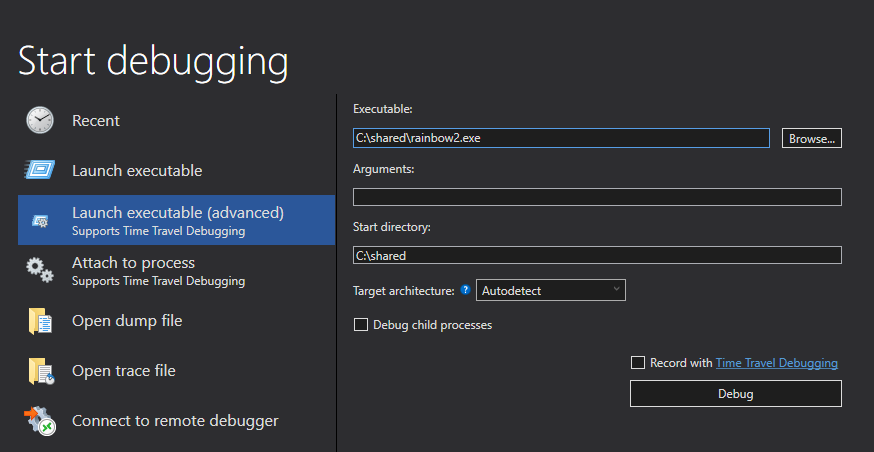 Start debugging
Recent
Launch executable
Launch executable (advanced)
Supports Time Travel Debugging
Attach to process
Supports Time Travel Debugging
Open dump file
Open trace file
Connect to remote debugger
Executable:
C:\shared\rainbow2.exe
Browse...
Arguments:
Start directory:
C:\shared
Target architecture: ? Autodetect
Debug child processes
Record with Time Travel Debugging
Debug